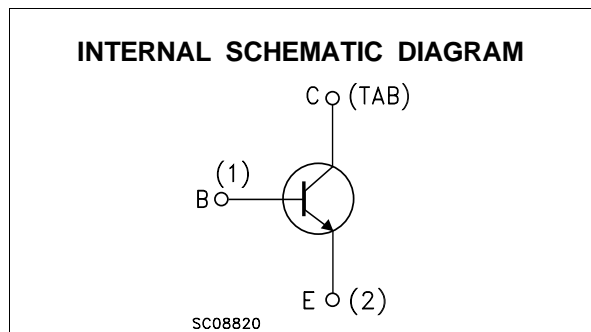 INTERNAL SCHEMATIC DIAGRAM
C (TAB)
(1)
B
E (2)
SC08820